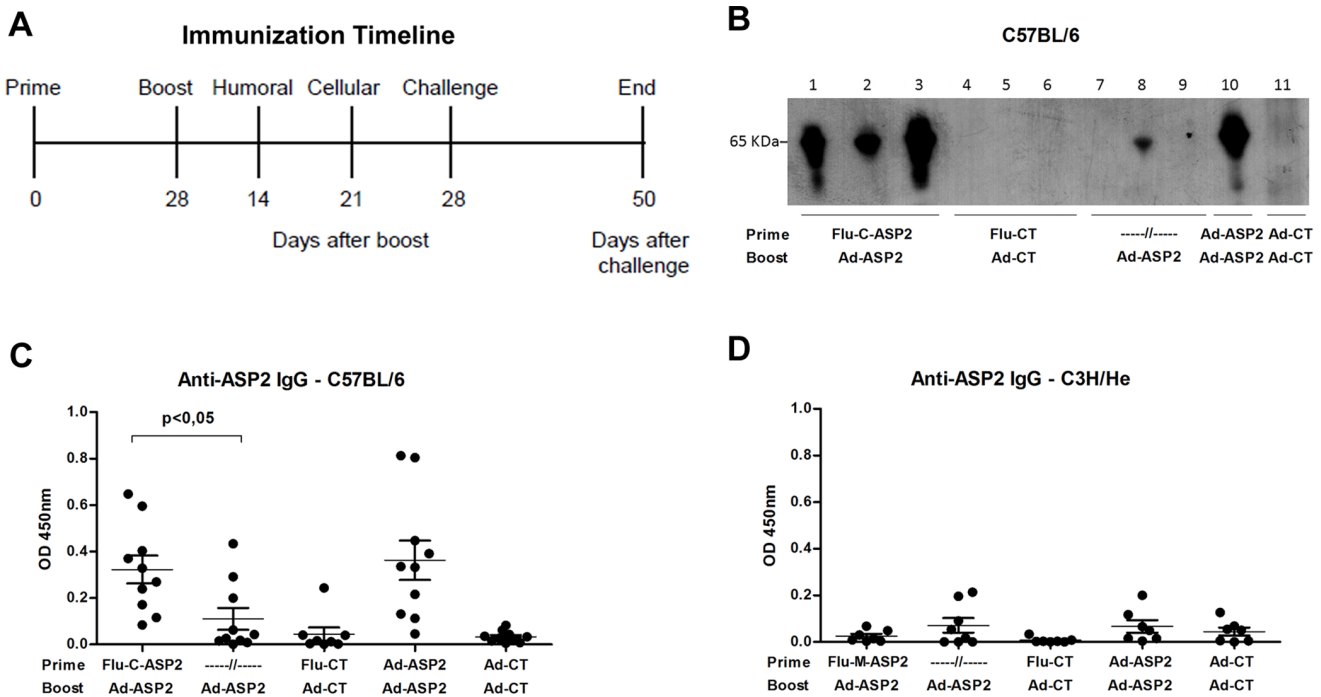 A
Immunization Timeline
Prime Boost Humoral Cellular Challenge End
0 28 14 21 28 50
Days after boost
Days after challenge
B
C57BL/6
1 2 3 4 5 6 7 8 9 10 11
65 KDa
Prime Flu-C-ASP2 Flu-CT -----//----- Ad-ASP2 Ad-CT
Boost Ad-ASP2 Ad-CT Ad-ASP2 Ad-ASP2 Ad-CT
C
Anti-ASP2 IgG - C57BL/6
p<0,05
OD 450nm
1.0
0.8
0.6
0.4
0.2
0.0
Prime Flu-C-ASP2 -----//----- Flu-CT Ad-ASP2 Ad-CT
Boost Ad-ASP2 Ad-ASP2 Ad-CT Ad-ASP2 Ad-CT
D
Anti-ASP2 IgG - C3H/He
OD 450nm
1.0
0.8
0.6
0.4
0.2
0.0
Prime Flu-M-ASP2 -----//----- Flu-CT Ad-ASP2 Ad-CT
Boost Ad-ASP2 Ad-ASP2 Ad-CT Ad-ASP2 Ad-CT